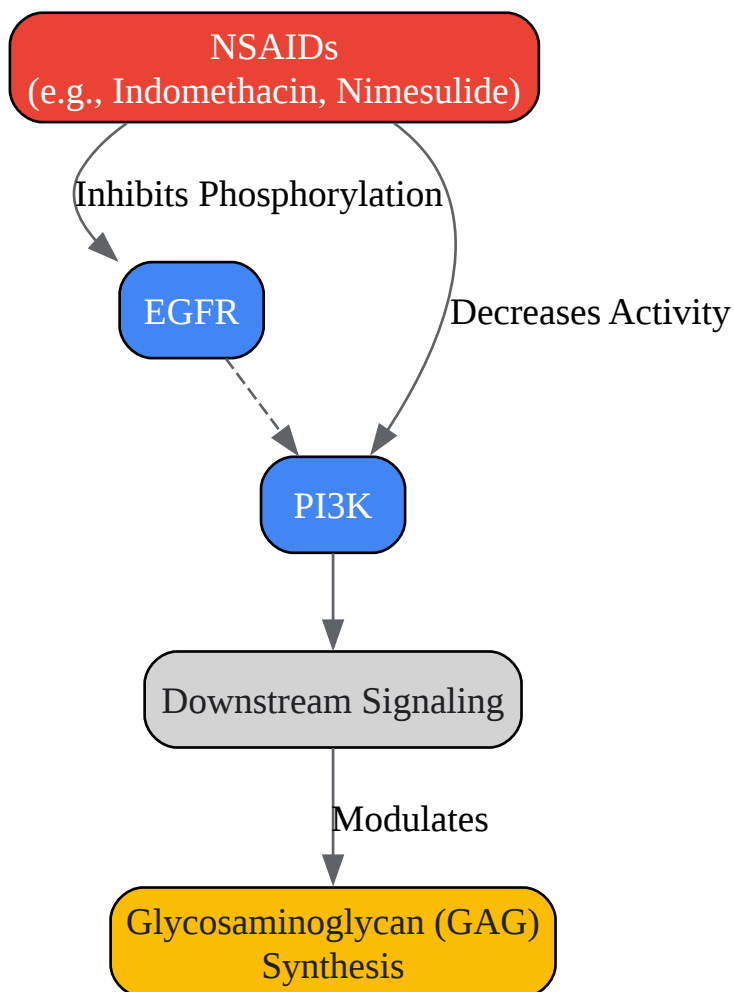 NSAIDs
(e.g., Indomethacin, Nimesulide)
Inhibits Phosphorylation
EGFR
Decreases Activity
PI3K
Downstream Signaling
Modulates
Glycosaminoglycan (GAG)
Synthesis